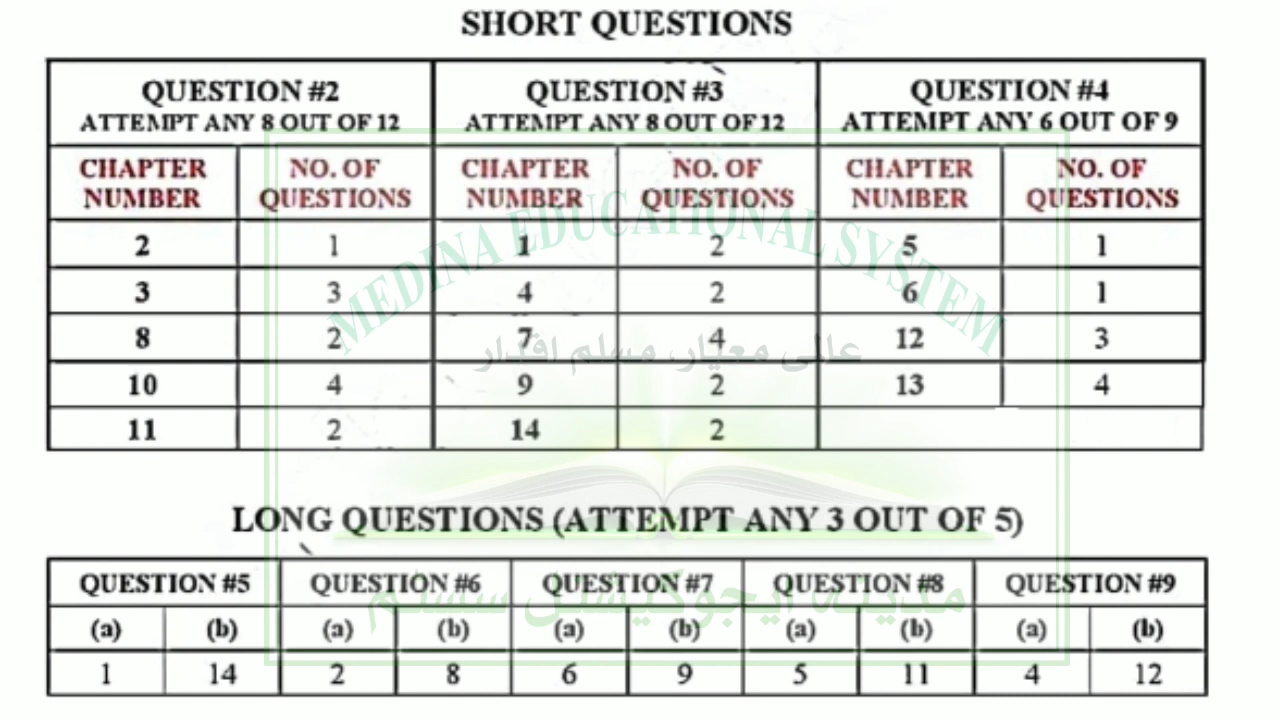 SHORT QUESTIONS
QUESTION #2 QUESTION #3 QUESTION #4
ATTEMPT ANY 8 OUT OF 12 ATTEMPT ANY 8 OUT OF 12 ATTEMPT ANY 6 OUT OF 9
CHAPTER NUMBER NO. OF QUESTIONS CHAPTER NUMBER NO. OF QUESTIONS CHAPTER NUMBER NO. OF QUESTIONS
2 1 1 2 5 1
3 3 4 2 6 1
8 2 7 4 12 3
10 4 9 2 13 4
11 2 14 2
MEDINA EDUCATIONAL SYSTEM
عالی معیار، مسلم اقدار
LONG QUESTIONS (ATTEMPT ANY 3 OUT OF 5)
QUESTION #5 QUESTION #6 QUESTION #7 QUESTION #8 QUESTION #9
مدینہ ایجوکیشنل سسٹم
(a) (b) (a) (b) (a) (b) (a) (b) (a) (b)
1 14 2 8 6 9 5 11 4 12